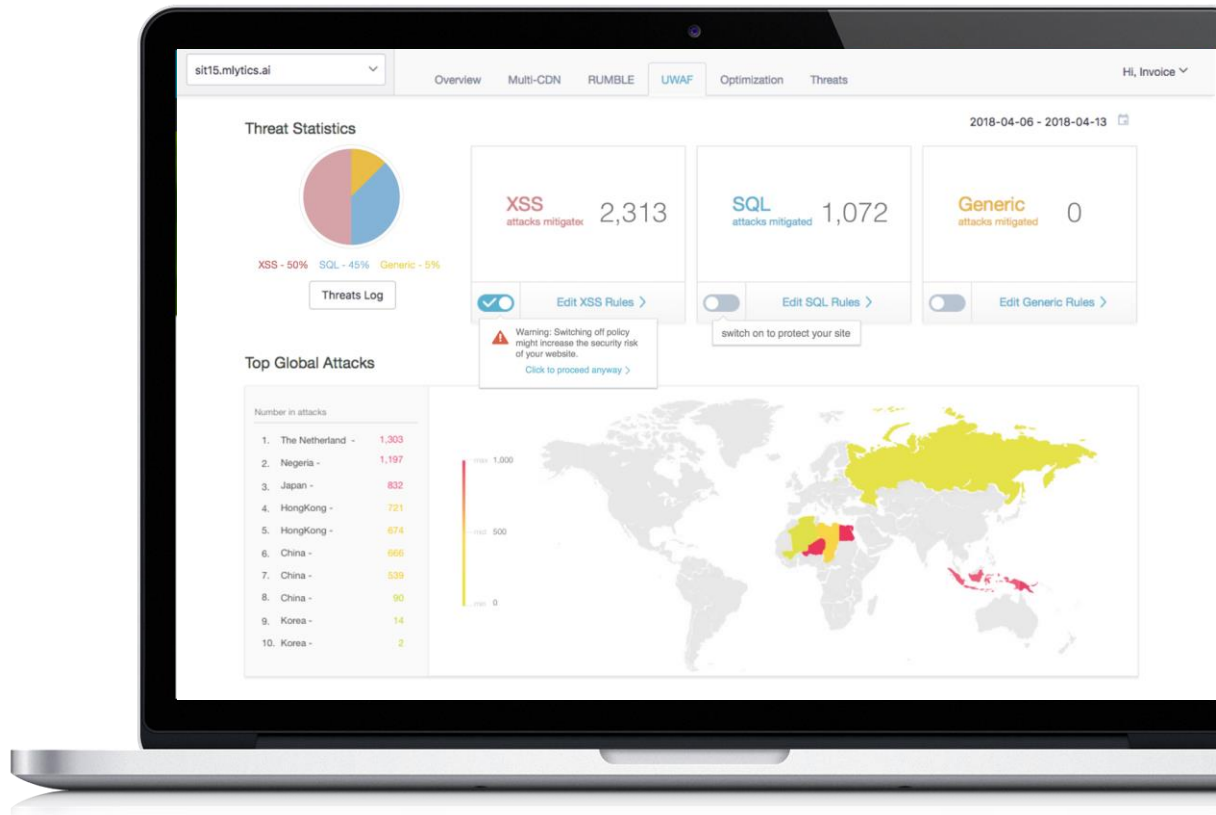 sit15.mlytics.ai
Overview
Multi-CDN
RUMBLE
UWAF
Optimization
Threats
Hi, Invoice
Threat Statistics
2018-04-06 - 2018-04-13
XSS - 50% SQL - 45% Generic - 5%
Threats Log
XSS
attacks mitigated
2,313
Edit XSS Rules >
Warning: Switching off policy
might increase the security risk
of your website.
Click to proceed anyway >
SQL
attacks mitigated
1,072
Edit SQL Rules >
switch on to protect your site
Generic
attacks mitigated
0
Edit Generic Rules >
Top Global Attacks
Number in attacks
1. The Netherland - 1,303
2. Negeria - 1,197
3. Japan - 832
4. HongKong - 721
5. HongKong - 674
6. China - 666
7. China - 539
8. China - 90
9. Korea - 14
10. Korea - 2
1,000
500
0